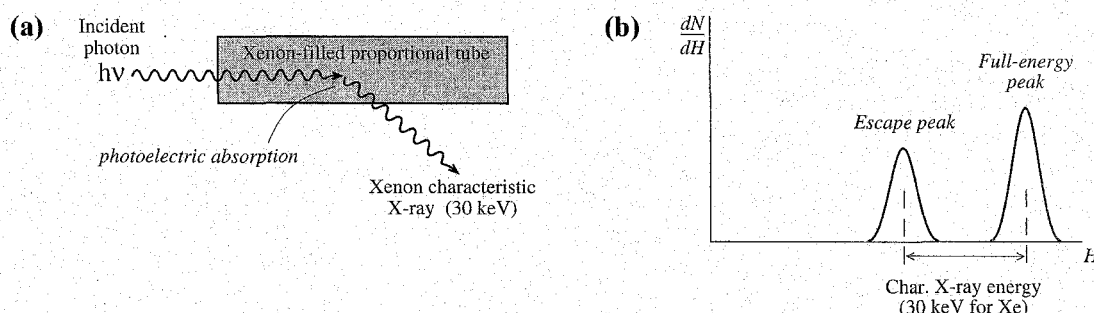 (a)
Incident
photon
hν
Xenon-filled proportional tube
photoelectric absorption
Xenon characteristic
X-ray (30 keV)
(b)
dN
dH
Full-energy
peak
Escape peak
H
Char. X-ray energy
(30 keV for Xe)